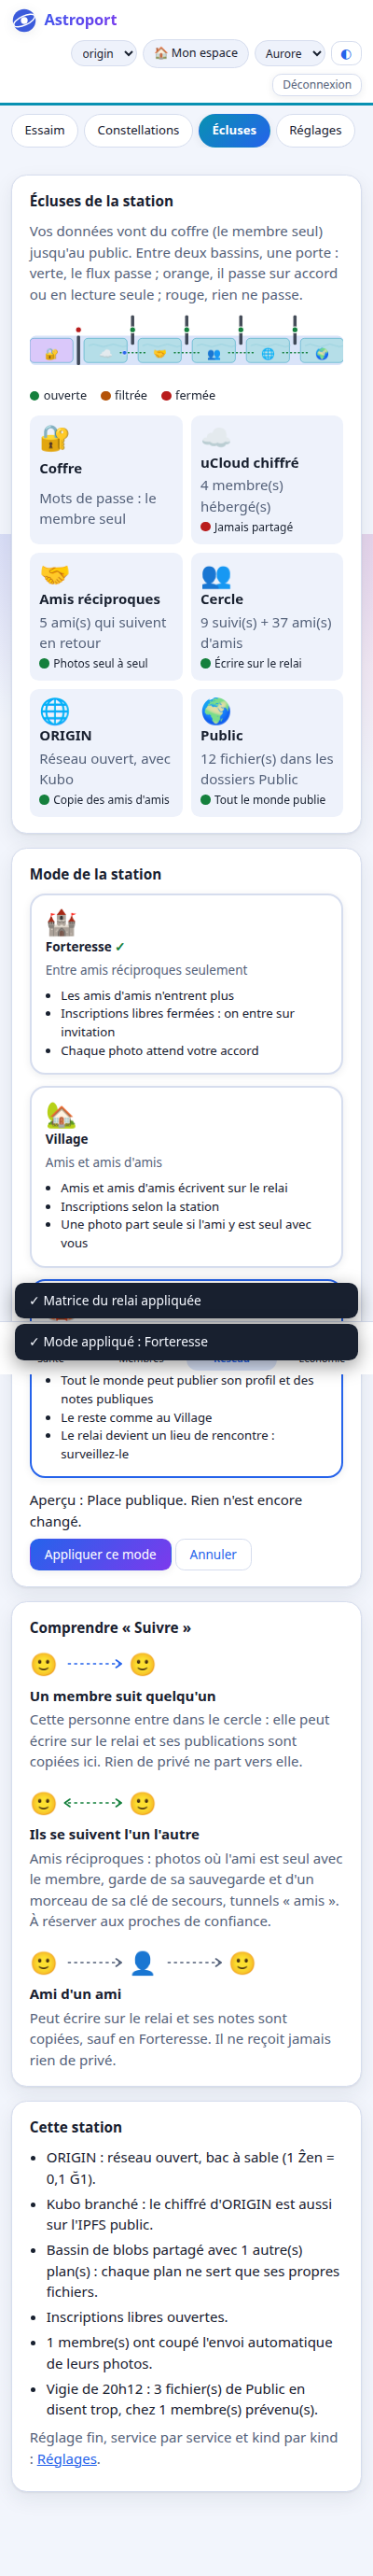 Astroport
origin
🏠 Mon espace
Aurore
Déconnexion
Essaim
Constellations
Écluses
Réglages
Écluses de la station
Vos données vont du coffre (le membre seul)
jusqu'au public. Entre deux bassins, une porte :
verte, le flux passe ; orange, il passe sur accord
ou en lecture seule ; rouge, rien ne passe.
ouverte
filtrée
fermée
Coffre
Mots de passe : le
membre seul
uCloud chiffré
4 membre(s)
hébergé(s)
Jamais partagé
Amis réciproques
5 ami(s) qui suivent
en retour
Photos seul à seul
Cercle
9 suivi(s) + 37 ami(s)
d'amis
Écrire sur le relai
ORIGIN
Réseau ouvert, avec
Kubo
Copie des amis d'amis
Public
12 fichier(s) dans les
dossiers Public
Tout le monde publie
Mode de la station
Forteresse ✓
Entre amis réciproques seulement
Les amis d'amis n'entrent plus
Inscriptions libres fermées : on entre sur
invitation
Chaque photo attend votre accord
Village
Amis et amis d'amis
Amis et amis d'amis écrivent sur le relai
Inscriptions selon la station
Une photo part seule si l'ami y est seul avec
vous
✓ Matrice du relai appliquée
✓ Mode appliqué : Forteresse
Tout le monde peut publier son profil et des
notes publiques
Le reste comme au Village
Le relai devient un lieu de rencontre :
surveillez-le
Aperçu : Place publique. Rien n'est encore
changé.
Appliquer ce mode
Annuler
Comprendre « Suivre »
Un membre suit quelqu'un
Cette personne entre dans le cercle : elle peut
écrire sur le relai et ses publications sont
copiées ici. Rien de privé ne part vers elle.
Ils se suivent l'un l'autre
Amis réciproques : photos où l'ami est seul avec
le membre, garde de sa sauvegarde et d'un
morceau de sa clé de secours, tunnels « amis ».
À réserver aux proches de confiance.
Ami d'un ami
Peut écrire sur le relai et ses notes sont
copiées, sauf en Forteresse. Il ne reçoit jamais
rien de privé.
Cette station
ORIGIN : réseau ouvert, bac à sable (1 Ẑen =
0,1 Ğ1).
Kubo branché : le chiffré d'ORIGIN est aussi
sur l'IPFS public.
Bassin de blobs partagé avec 1 autre(s)
plan(s) : chaque plan ne sert que ses propres
fichiers.
Inscriptions libres ouvertes.
1 membre(s) ont coupé l'envoi automatique
de leurs photos.
Vigie de 20h12 : 3 fichier(s) de Public en
disent trop, chez 1 membre(s) prévenu(s).
Réglage fin, service par service et kind par kind
: Réglages.